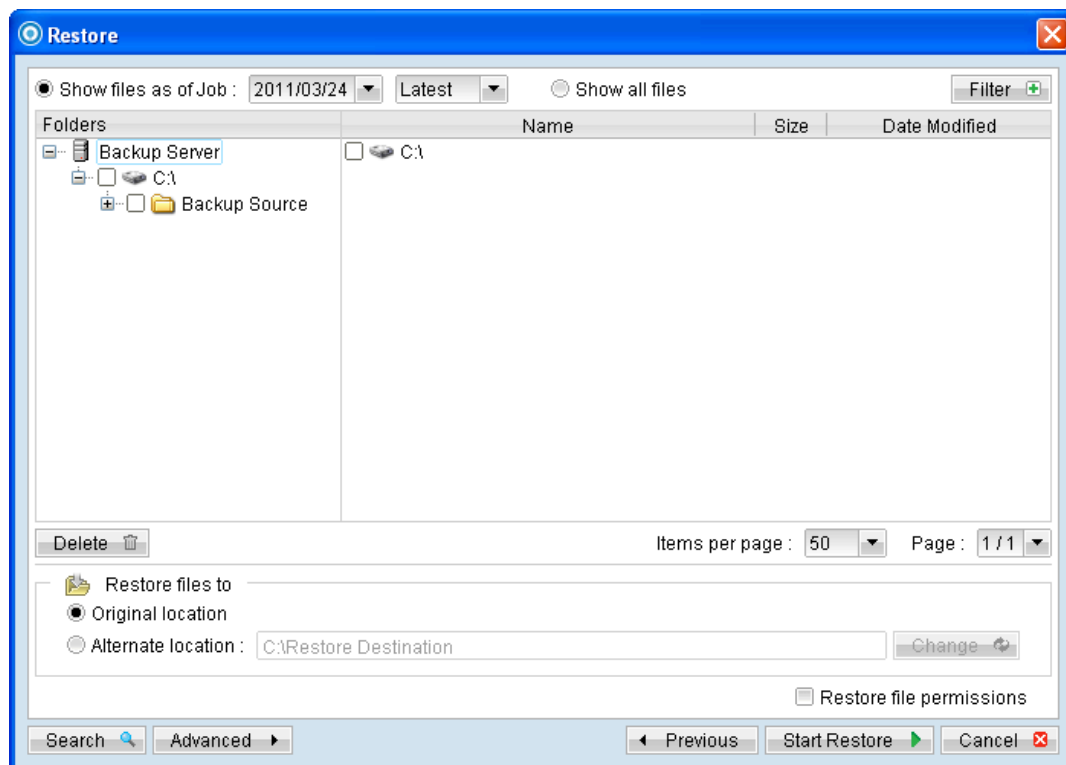 Restore
Show files as of Job : 2011/03/24 Latest Show all files Filter
Folders Name Size Date Modified
Backup Server C:\
C:\
Backup Source
Delete Items per page : 50 Page : 1 / 1
Restore files to
Original location
Alternate location : C:\Restore Destination Change
Restore file permissions
Search Advanced Previous Start Restore Cancel